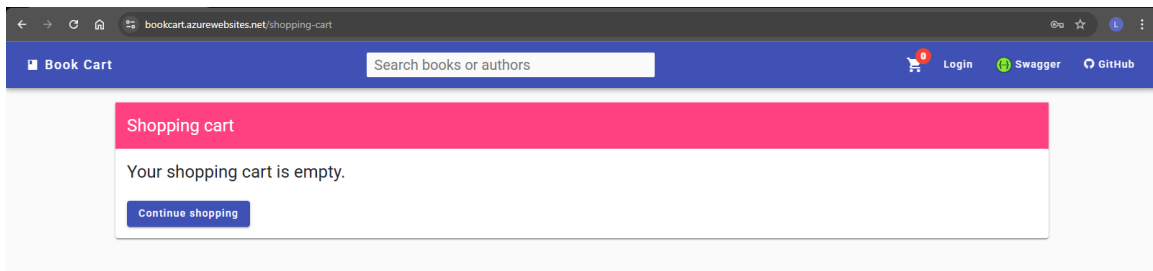 bookcart.azurewebsites.net/shopping-cart
L
Book Cart
Search books or authors
0
Login
Swagger
GitHub
Shopping cart
Your shopping cart is empty.
Continue shopping